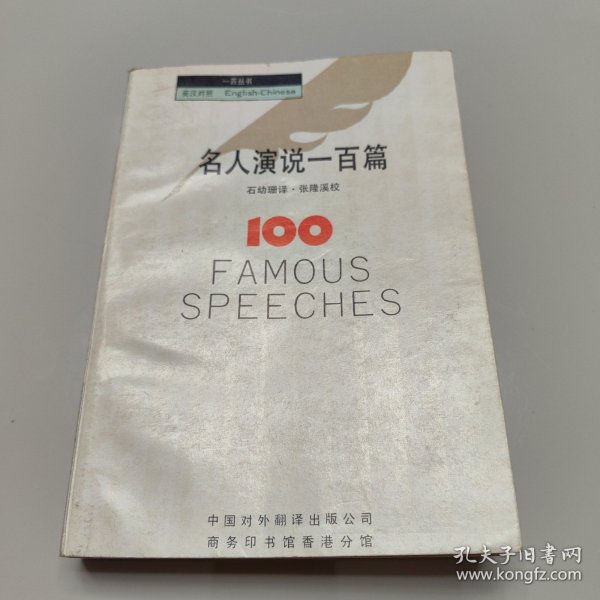 一百丛书
英汉对照 English-Chinese
名人演说一百篇
石幼珊译·张隆溪校
100
FAMOUS
SPEECHES
中国对外翻译出版公司
商务印书馆香港分馆
孔夫子旧书网
www.kongfz.com